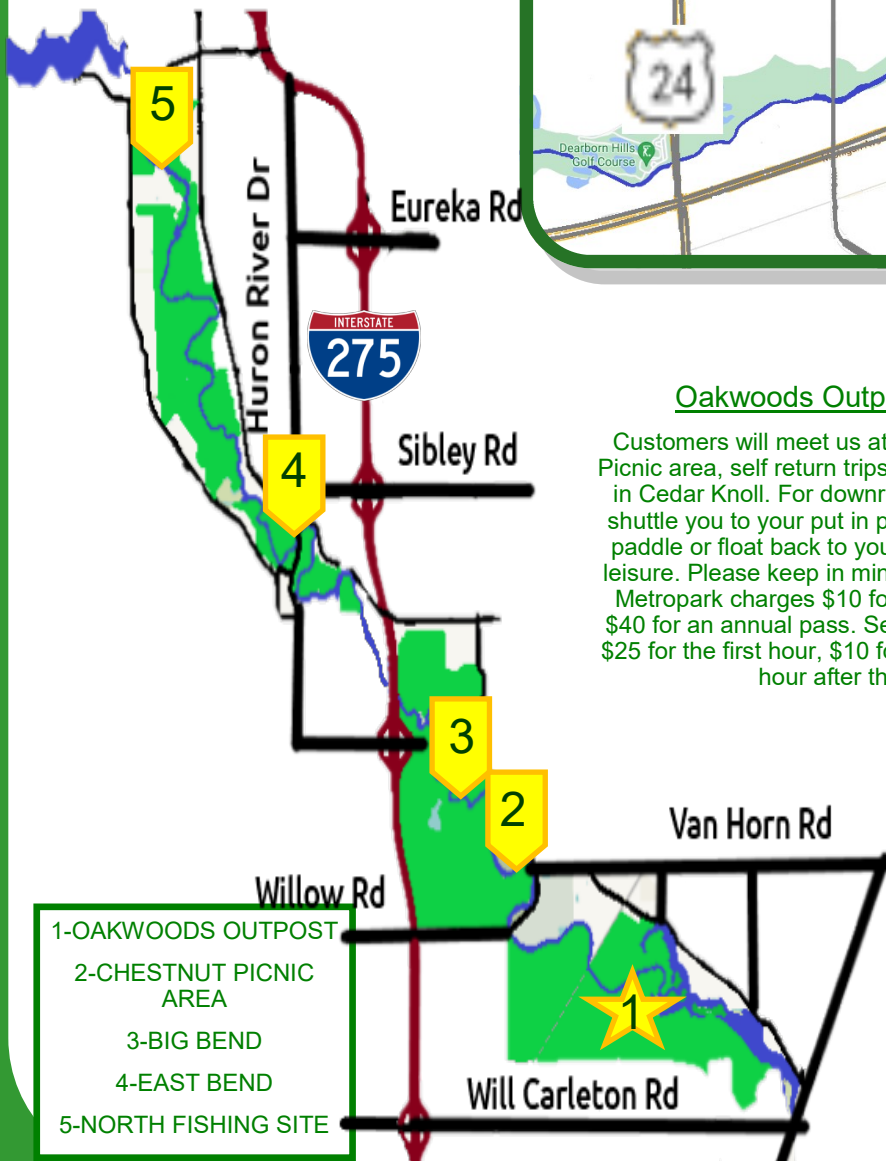 5
24
Dearborn Hills
Golf Course
Huron River Dr
Eureka Rd
INTERSTATE
275
Oakwoods Outp
Customers will meet us at
Picnic area, self return trips
in Cedar Knoll. For downr
shuttle you to your put in p
paddle or float back to you
leisure. Please keep in min
Metropark charges $10 fo
$40 for an annual pass. Se
$25 for the first hour, $10 fo
hour after th
4
Sibley Rd
3
2
Van Horn Rd
Willow Rd
1-OAKWOODS OUTPOST
2-CHESTNUT PICNIC
AREA
3-BIG BEND
4-EAST BEND
5-NORTH FISHING SITE
1
Will Carleton Rd